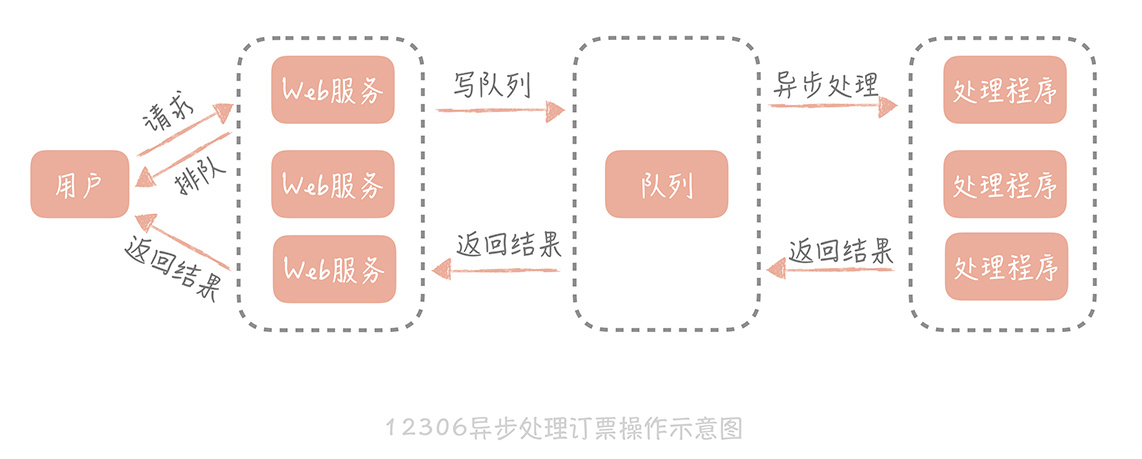 请求
排队
返回结果
用户
Web服务
Web服务
Web服务
写队列
返回结果
队列
异步处理
返回结果
处理程序
处理程序
处理程序
12306异步处理订票操作示意图